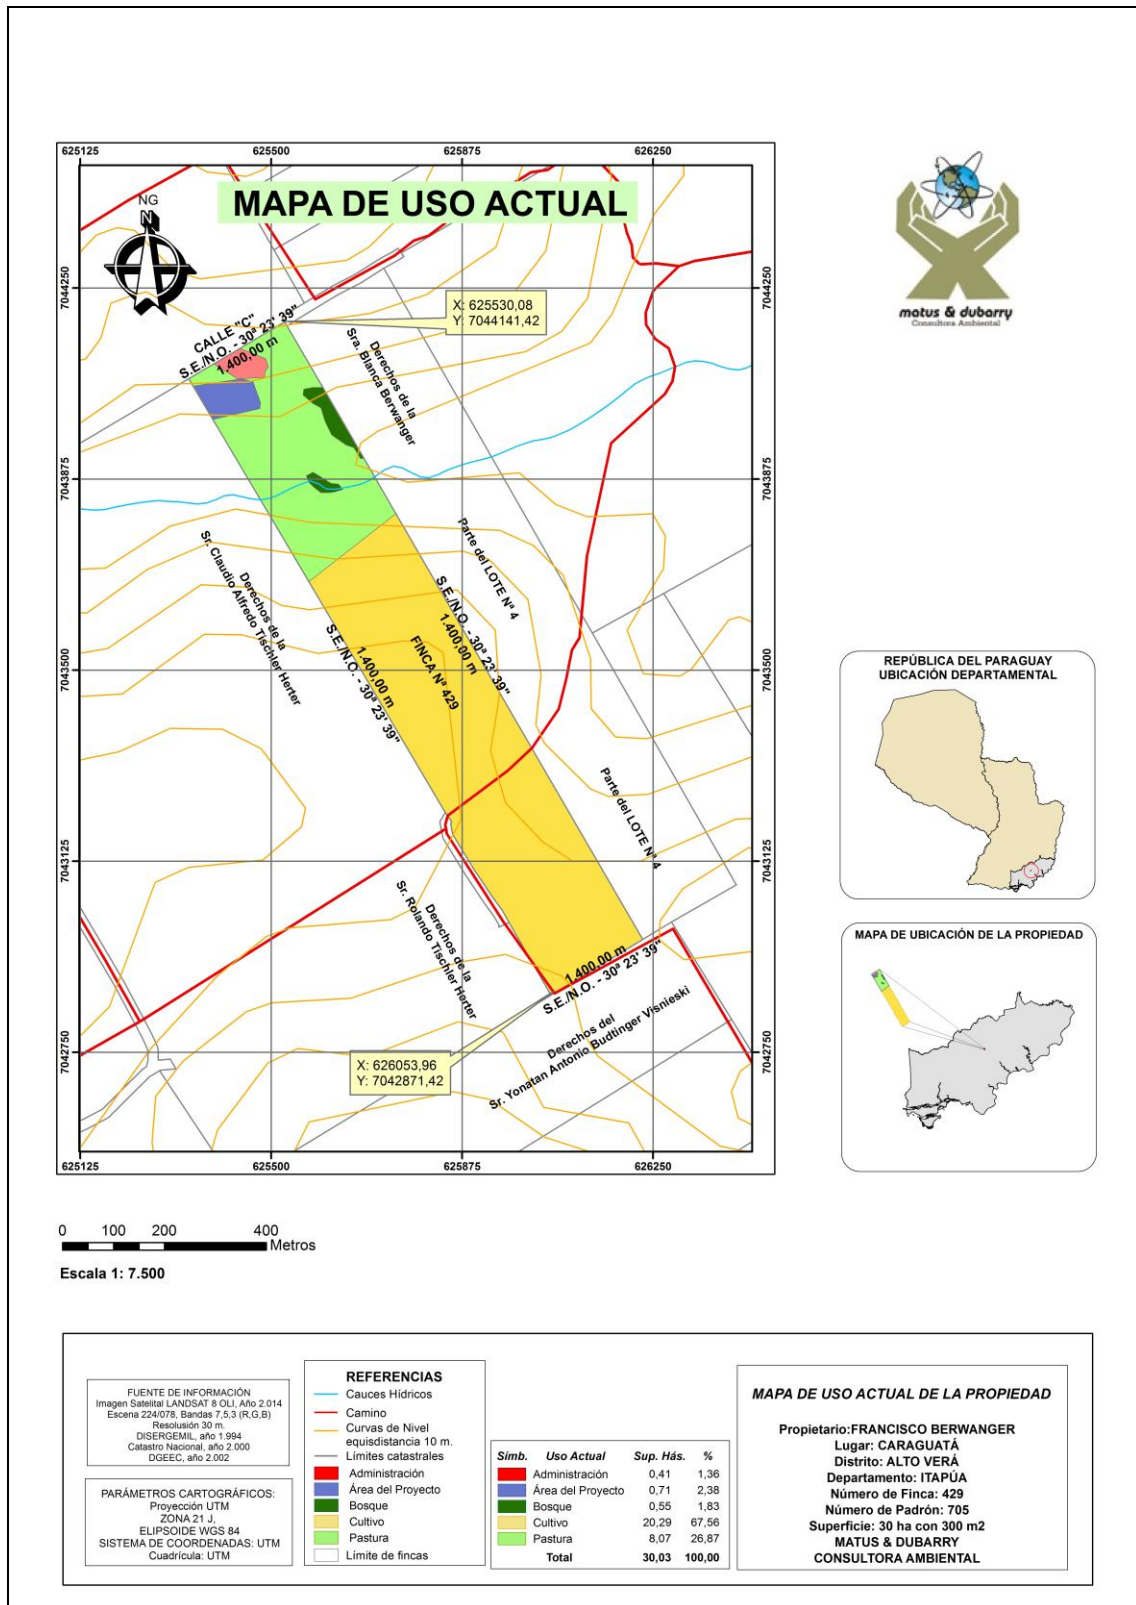 625125
625500
625875
626250
MAPA DE USO ACTUAL
NG
N
7044250
7043875
7043500
7043125
7042750
7044250
7043875
7043500
7043125
7042750
X: 625530,08
Y: 7044141,42
CALLE "C"
S.E./N.O. - 30ª 23' 39"
1.400,00 m
Derechos de la
Sra. Blanca Berwanger
Parte del LOTE Nª 4
Derechos de la
Sr. Claudio Alfredo Tischler Herter
S.E./N.O. - 30ª 23' 39"
1.400,00 m
FINCA Nª 429
1.400,00 m
S.E./N.O. - 30ª 23' 39"
Parte del LOTE Nª 4
Derechos de la
Sr. Rolando Tischler Herter
1.400,00 m
S.E./N.O. - 30ª 23' 39"
Derechos del
Sr. Yonatan Antonio Budtinger Visnieski
X: 626053,96
Y: 7042871,42
625125
625500
625875
626250
matus & dubarry
Consultora Ambiental
REPÚBLICA DEL PARAGUAY
UBICACIÓN DEPARTAMENTAL
MAPA DE UBICACIÓN DE LA PROPIEDAD
0 100 200 400
Metros
Escala 1: 7.500
FUENTE DE INFORMACIÓN
Imagen Satelital LANDSAT 8 OLI, Año 2.014
Escena 224/078, Bandas 7,5,3 (R,G,B)
Resolución 30 m.
DISERGEMIL, año 1.994
Catastro Nacional, año 2.000
DGEEC, año 2.002
PARÁMETROS CARTOGRÁFICOS:
Proyección UTM
ZONA 21 J,
ELIPSOIDE WGS 84
SISTEMA DE COORDENADAS: UTM
Cuadrícula: UTM
REFERENCIAS
Cauces Hídricos
Camino
Curvas de Nivel
equisdistancia 10 m.
Límites catastrales
Administración
Área del Proyecto
Bosque
Cultivo
Pastura
Límite de fincas
Símb. Uso Actual Sup. Hás. %
Administración 0,41 1,36
Área del Proyecto 0,71 2,38
Bosque 0,55 1,83
Cultivo 20,29 67,56
Pastura 8,07 26,87
Total 30,03 100,00
MAPA DE USO ACTUAL DE LA PROPIEDAD
Propietario:FRANCISCO BERWANGER
Lugar: CARAGUATÁ
Distrito: ALTO VERÁ
Departamento: ITAPÚA
Número de Finca: 429
Número de Padrón: 705
Superficie: 30 ha con 300 m2
MATUS & DUBARRY
CONSULTORA AMBIENTAL